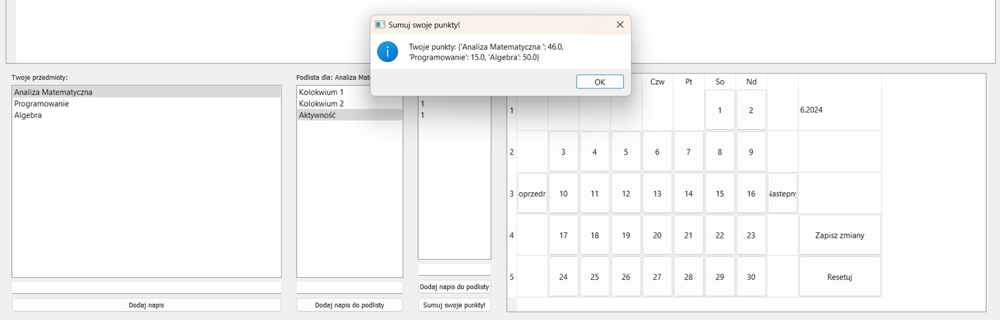 Sumuj swoje punkty!
Twoje punkty: {'Analiza Matematyczna ': 46.0,
'Programowanie': 15.0, 'Algebra': 50.0}
OK
Twoje przedmioty:
Analiza Matematyczna
Programowanie
Algebra
Dodaj napis
Podlista dla: Analiza
Kolokwium 1
Kolokwium 2
Aktywność
Dodaj napis do podlisty
1
1
Dodaj napis do podlisty
Sumuj swoje punkty!
Czw Pt So Nd
1 1 2 6.2024
2 3 4 5 6 7 8 9
3 oprzedr 10 11 12 13 14 15 16 Nastepny
4 17 18 19 20 21 22 23 Zapisz zmiany
5 24 25 26 27 28 29 30 Resetuj